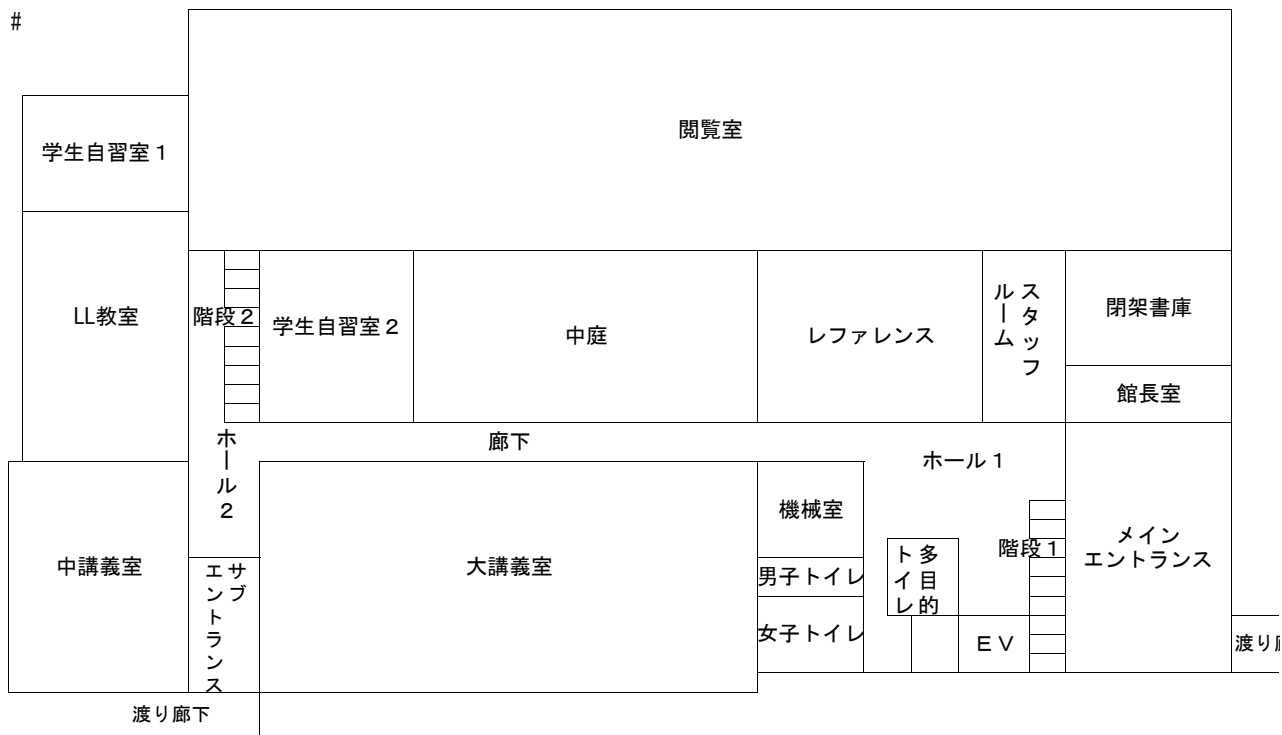 #
閲覧室
学生自習室１
LL教室
階段２
学生自習室２
中庭
レファレンス
スタッフ
ルーム
閉架書庫
館長室
ホール２
廊下
ホール１
機械室
メイン
エントランス
階段１
多目的
トイレ
中講義室
サブ
エントランス
大講義室
男子トイレ
女子トイレ
ＥＶ
渡り廊
渡り廊下